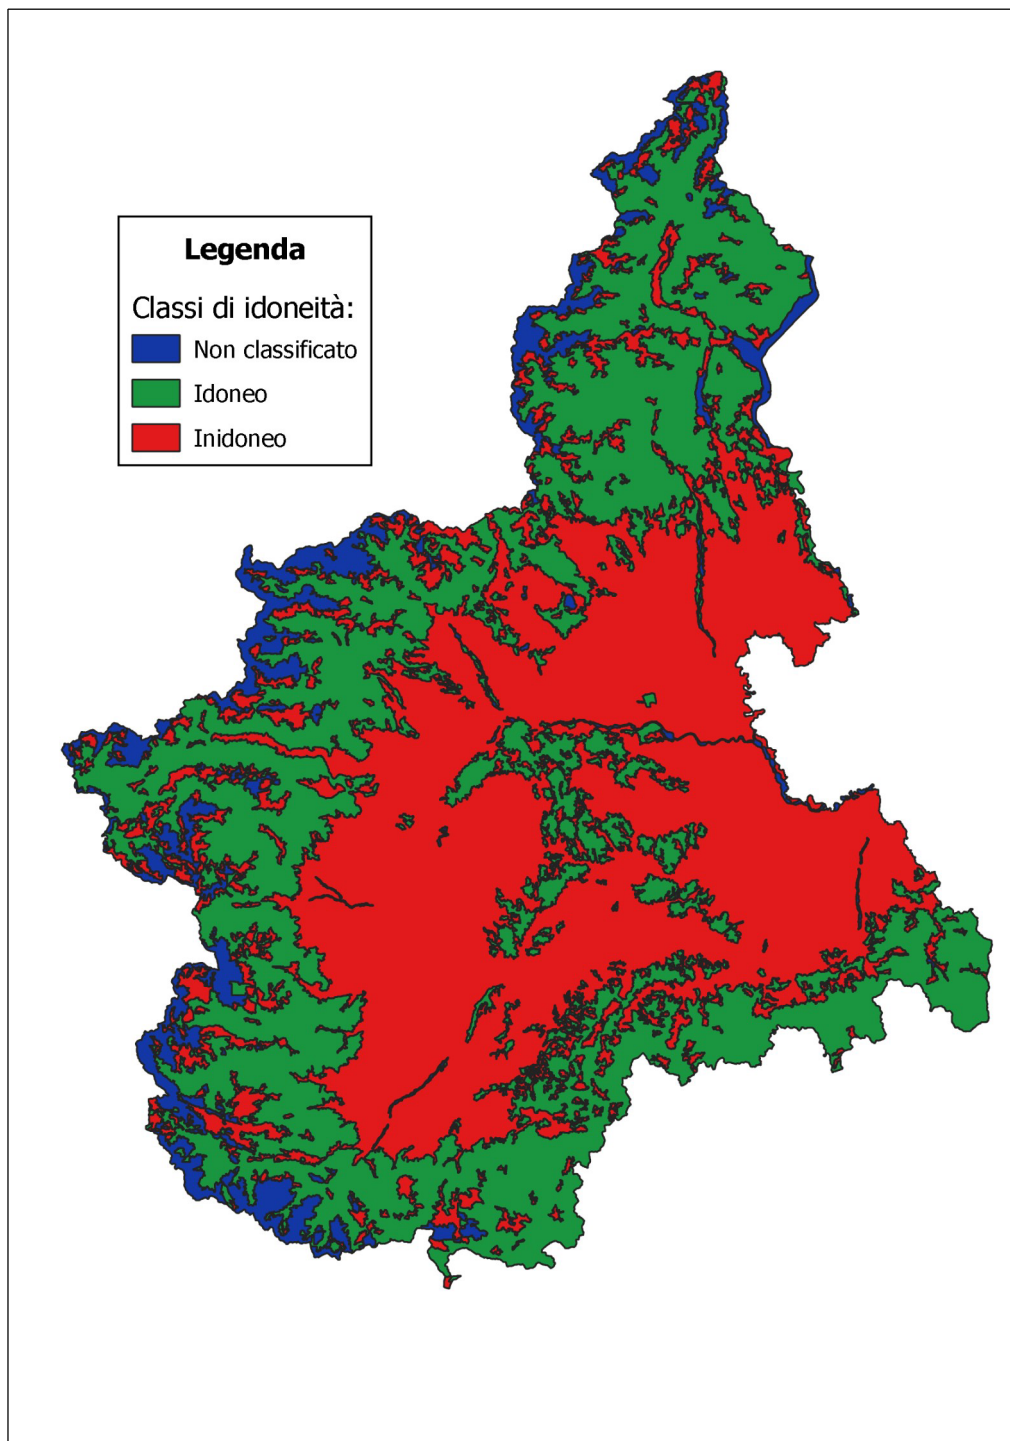 Legenda
Classi di idoneità:
Non classificato
Idoneo
Inidoneo